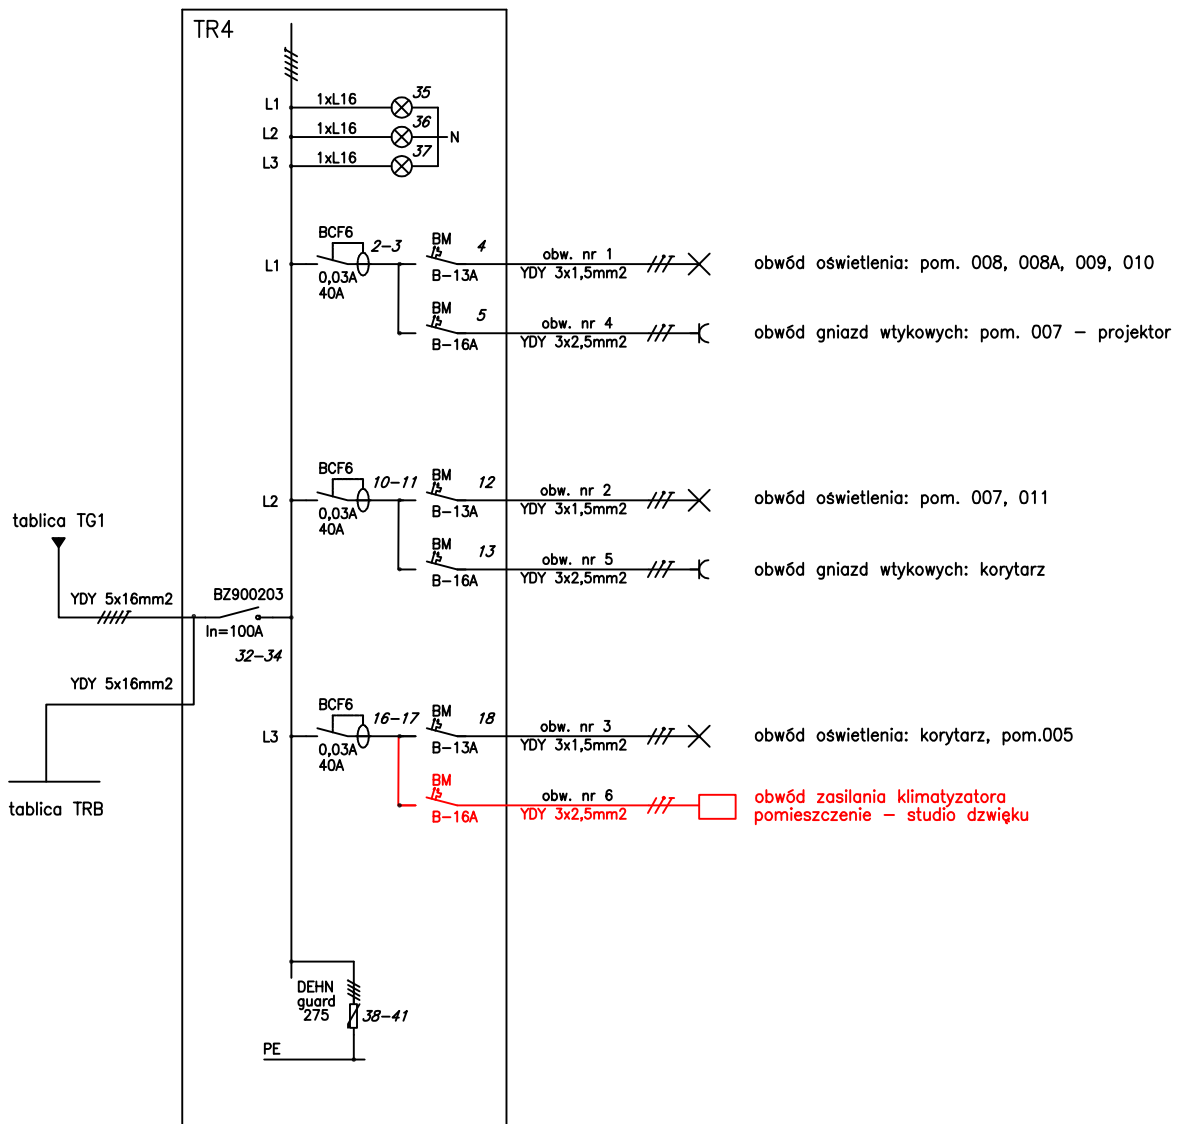 TR4
L1 1xL16 35
L2 1xL16 36
N
L3 1xL16 37
BCF6 2-3 BM 4 obw. nr 1
L1 0,03A B-13A YDY 3x1,5mm2 obwód oświetlenia: pom. 008, 008A, 009, 010
40A
BM 5 obw. nr 4
B-16A YDY 3x2,5mm2 obwód gniazd wtykowych: pom. 007 - projektor
BCF6 10-11 BM 12 obw. nr 2
L2 0,03A B-13A YDY 3x1,5mm2 obwód oświetlenia: pom. 007, 011
40A
tablica TG1
BM 13 obw. nr 5
B-16A YDY 3x2,5mm2 obwód gniazd wtykowych: korytarz
YDY 5x16mm2 BZ900203
In=100A
32-34
YDY 5x16mm2
BCF6 16-17 BM 18 obw. nr 3
L3 0,03A B-13A YDY 3x1,5mm2 obwód oświetlenia: korytarz, pom.005
40A
tablica TRB
BM obw. nr 6 obwód zasilania klimatyzatora
B-16A YDY 3x2,5mm2 pomieszczenie - studio dzwięku
DEHN
guard
275 38-41
PE